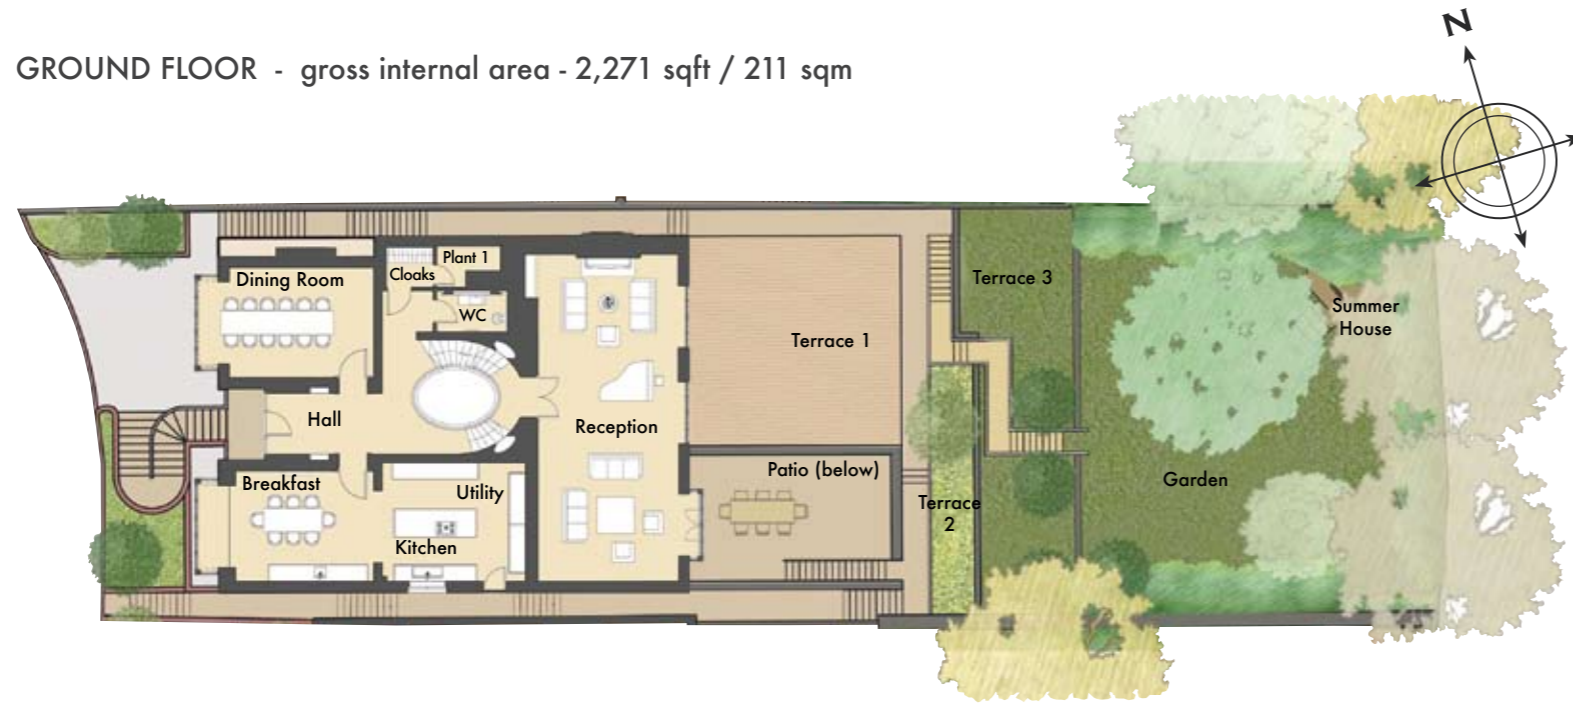 N
GROUND FLOOR - gross internal area - 2,271 sqft / 211 sqm
Plant 1
Cloaks
Dining Room
WC
Terrace 3
Summer
House
Terrace 1
Hall
Reception
Breakfast
Utility
Patio (below)
Garden
Terrace
2
Kitchen